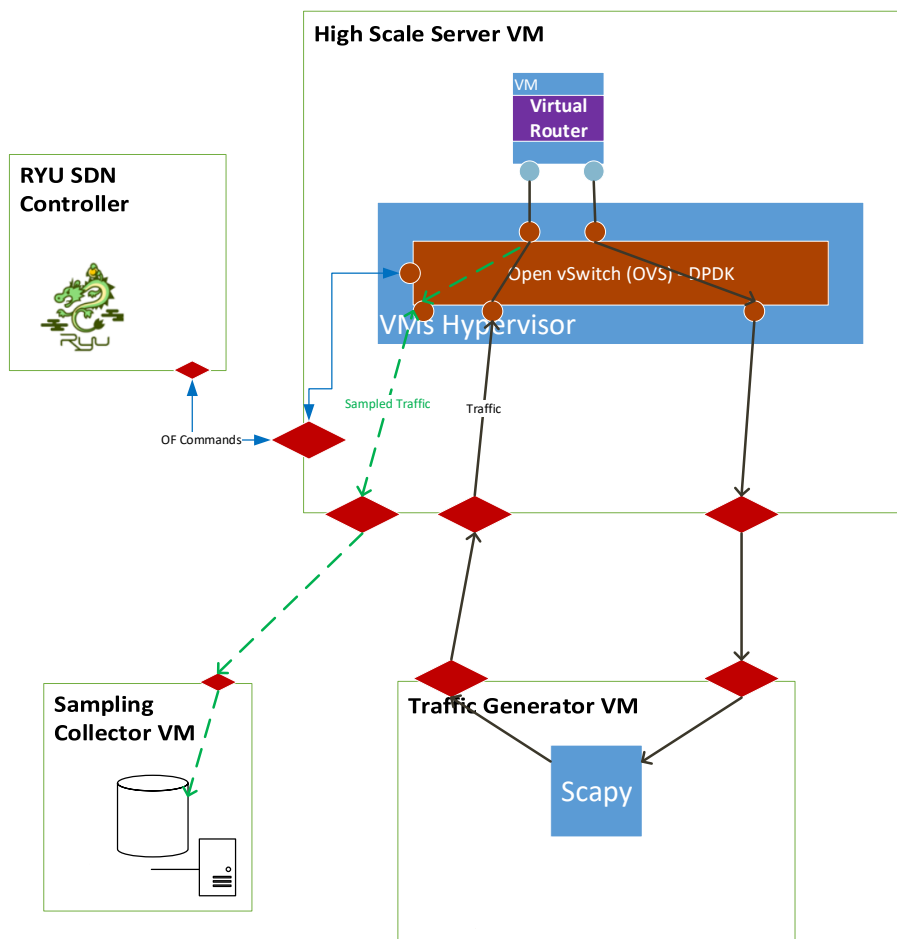 High Scale Server VM
VM
Virtual
Router
RYU SDN
Controller
RYU
Open vSwitch (OVS) - DPDK
VMs Hypervisor
Sampled Traffic
Traffic
OF Commands
Sampling
Collector VM
Traffic Generator VM
Scapy